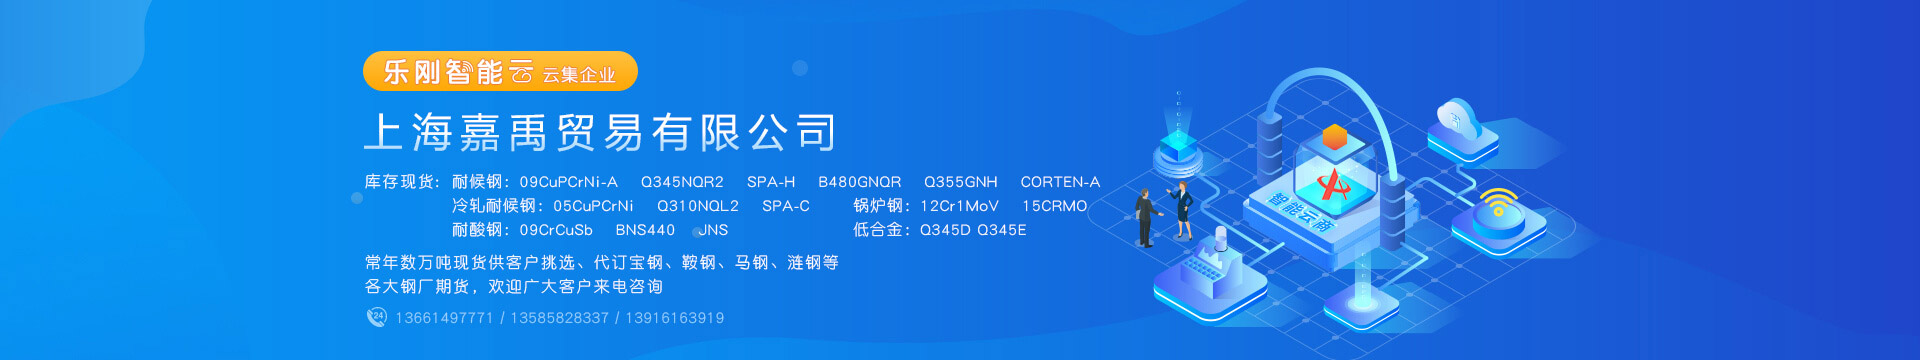 乐刚智能云 云集企业
上海嘉禹贸易有限公司
库存现货: 耐候钢: 09CuPCrNi-A Q345NQR2 SPA-H B480GNQR Q355GNH CORTEN-A
冷轧耐候钢: 05CuPCrNi Q310NQL2 SPA-C 锅炉钢: 12Cr1MoV 15CRMO
耐酸钢: 09CrCuSb BNS440 JNS 低合金: Q345D Q345E
常年数万吨现货供客户挑选、代订宝钢、鞍钢、马钢、涟钢等
各大钢厂期货，欢迎广大客户来电咨询
24 13661497771 / 13585828337 / 13916163919
智能云商